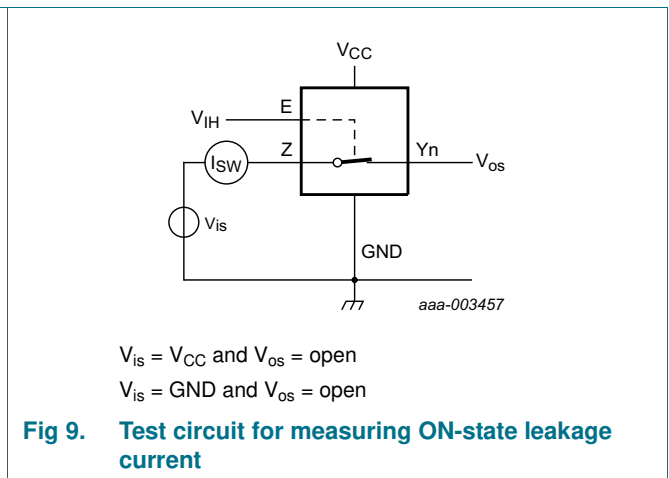 VCC
E
VIH
ISW
Z
Yn
Vos
Vis
GND
aaa-003457
Vis = VCC and Vos = open
Vis = GND and Vos = open
Fig 9. Test circuit for measuring ON-state leakage
current